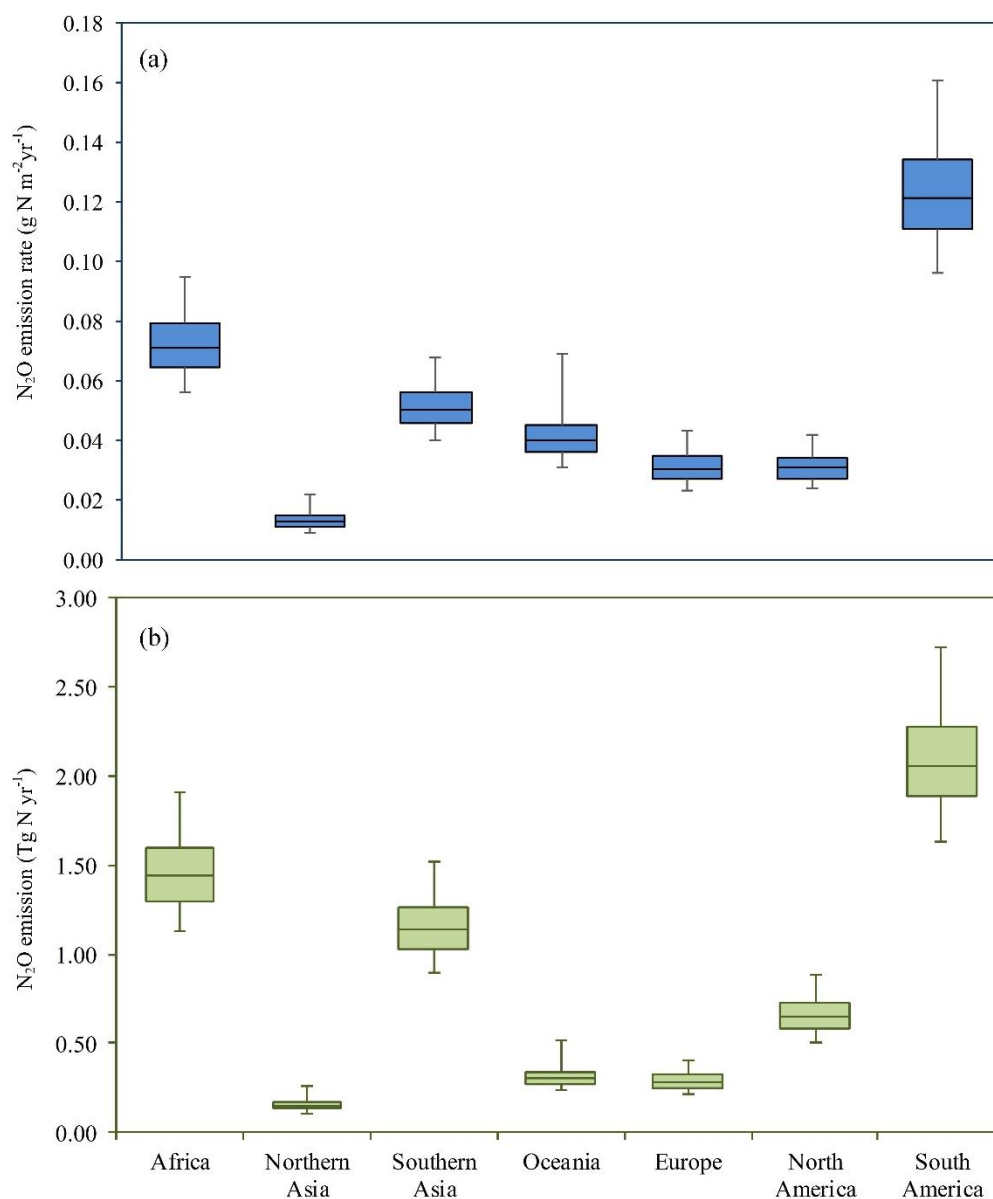 (a)
N₂O emission rate (g N m⁻²yr⁻¹)
0.18
0.16
0.14
0.12
0.10
0.08
0.06
0.04
0.02
0.00
(b)
N₂O emission (Tg N yr⁻¹)
3.00
2.50
2.00
1.50
1.00
0.50
0.00
Africa
Northern
Asia
Southern
Asia
Oceania
Europe
North
America
South
America